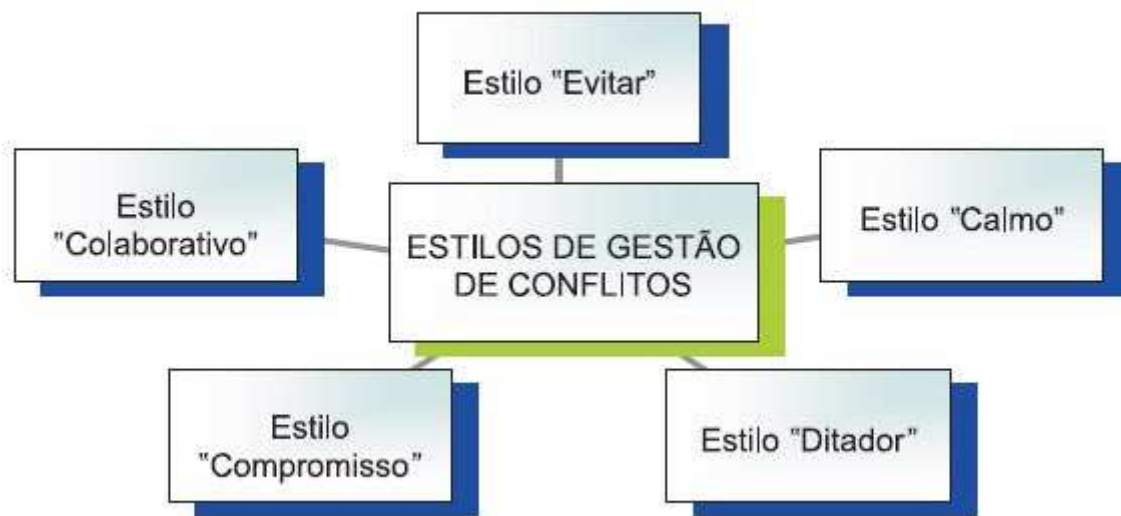 Estilo "Evitar"
Estilo
"Colaborativo"
ESTILOS DE GESTÃO
DE CONFLITOS
Estilo "Calmo"
Estilo
"Compromisso"
Estilo "Ditador"